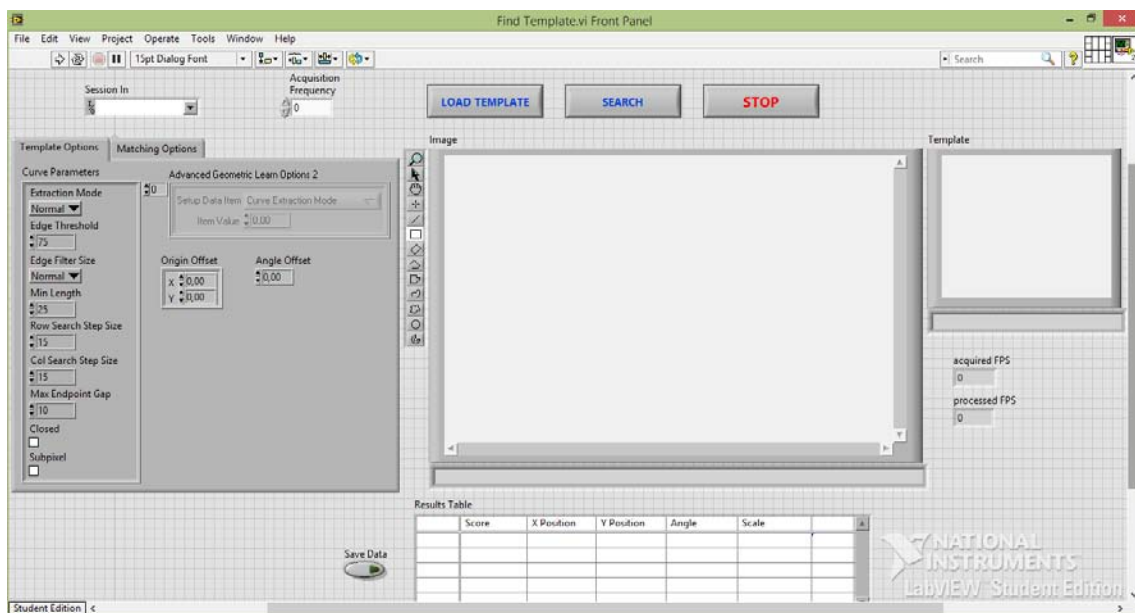 Find Template.vi Front Panel
File Edit View Project Operate Tools Window Help
15pt Dialog Font
Search
Session In
Acquisition
Frequency
0
LOAD TEMPLATE
SEARCH
STOP
Template Options
Matching Options
Curve Parameters
Extraction Mode
Normal
Edge Threshold
75
Edge Filter Size
Normal
Min Length
25
Row Search Step Size
15
Col Search Step Size
15
Max Endpoint Gap
10
Closed
Subpixel
Advanced Geometric Learn Options 2
0
Setup Data Item Curve Extraction Mode
Item Value 0.00
Origin Offset
X 0,00
Y 0,00
Angle Offset
0,00
Image
Template
acquired FPS
0
processed FPS
0
Results Table
Score X Position Y Position Angle Scale
Save Data
NATIONAL
INSTRUMENTS
LabVIEW Student Edition
Student Edition